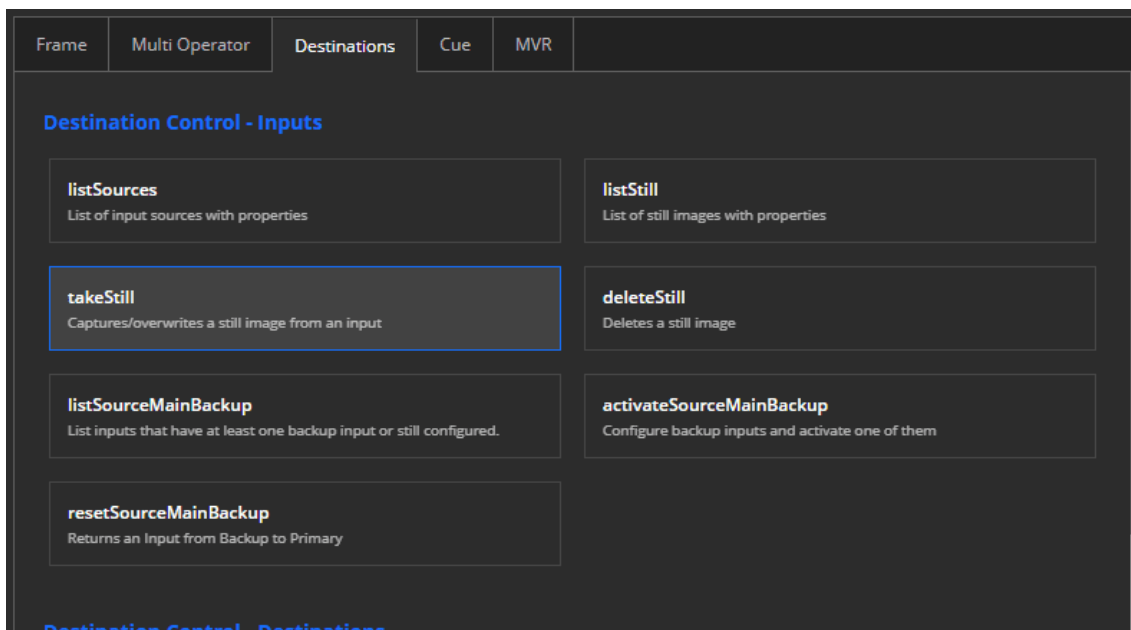 Frame Multi Operator Destinations Cue MVR
Destination Control - Inputs
listSources
List of input sources with properties
listStill
List of still images with properties
takeStill
Captures/overwrites a still image from an input
deleteStill
Deletes a still image
listSourceMainBackup
List inputs that have at least one backup input or still configured.
activateSourceMainBackup
Configure backup inputs and activate one of them
resetSourceMainBackup
Returns an Input from Backup to Primary
Destination Control - Destinations